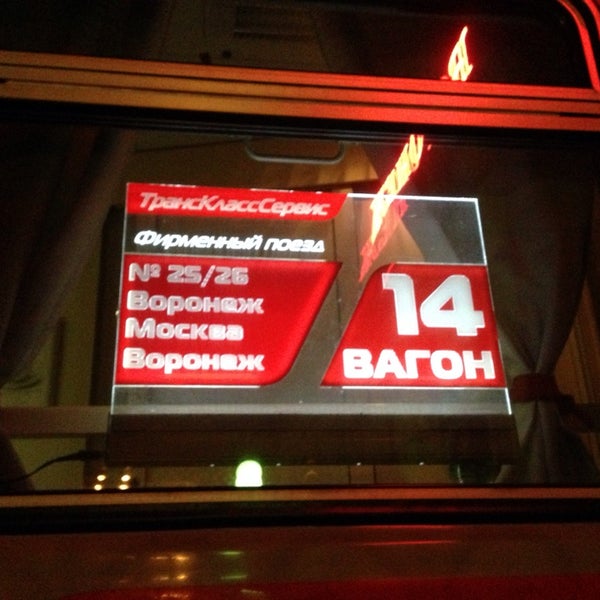 ТрансКлассСервис
Фирменный поезд
№ 25/26
Воронеж
Москва
Воронеж
14
ВАГОН